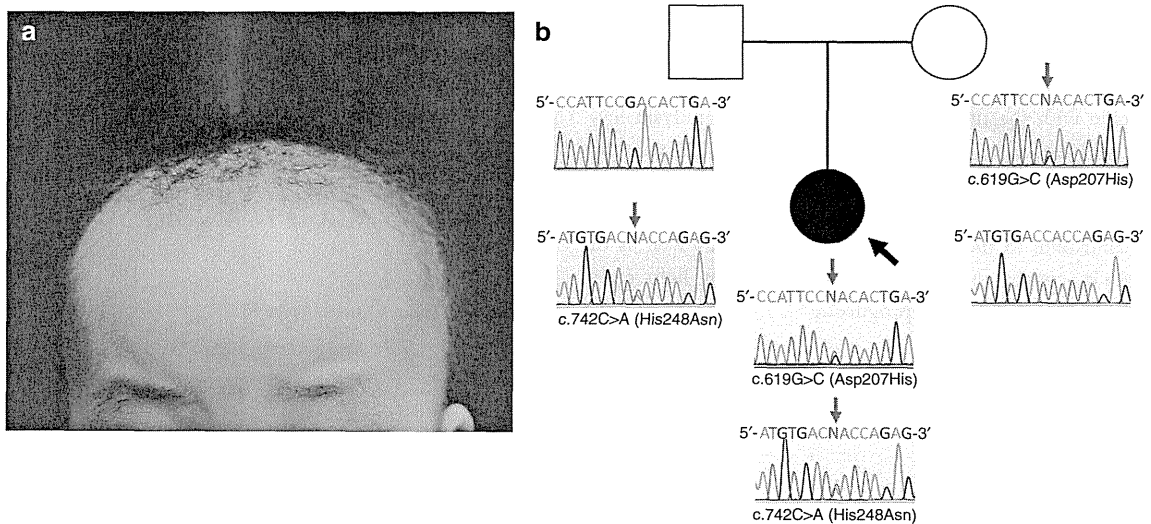 a
b
5′-CCATTCCGACACTGA-3′
5′-CCATTCCNACACTGA-3′
c.619G>C (Asp207His)
5′-ATGTGACNACCAGAG-3′
c.742C>A (His248Asn)
5′-ATGTGACCACCAGAG-3′
5′-CCATTCCNACACTGA-3′
c.619G>C (Asp207His)
5′-ATGTGACNACCAGAG-3′
c.742C>A (His248Asn)